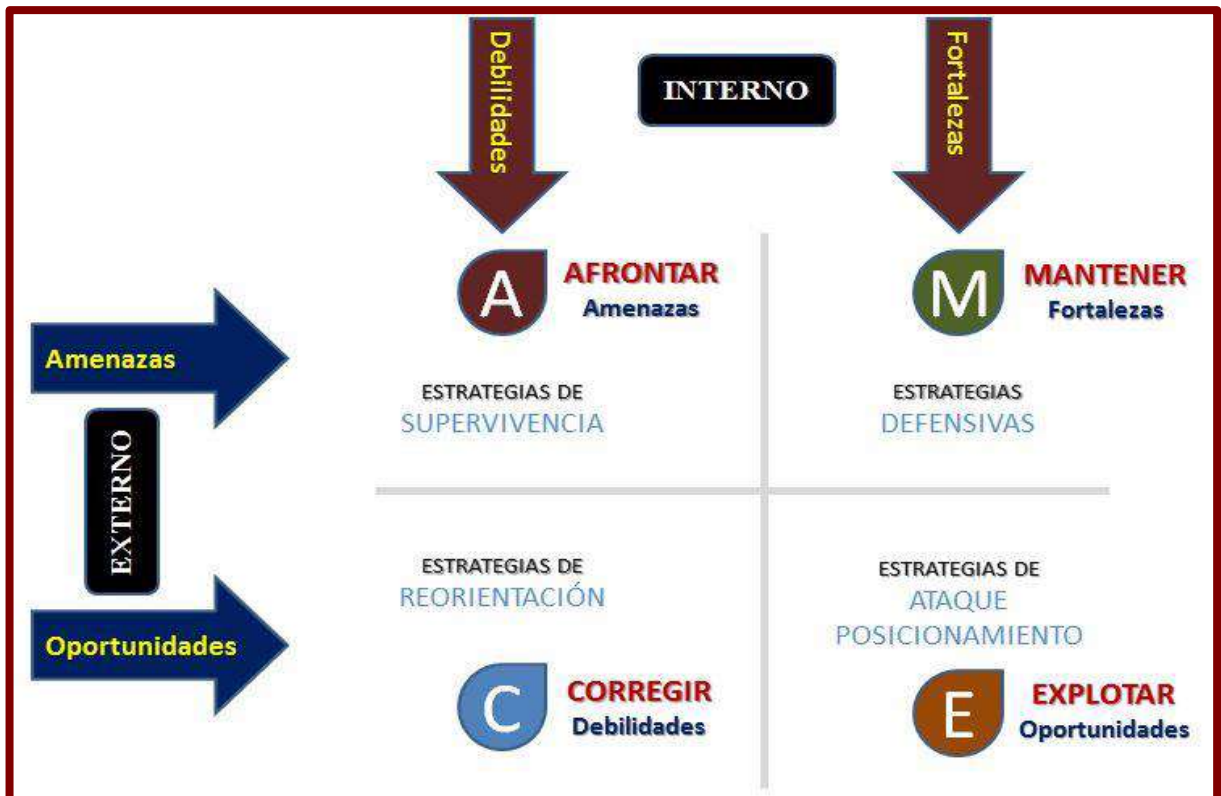 Debilidades
INTERNO
Fortalezas
A
AFRONTAR
Amenazas
M
MANTENER
Fortalezas
Amenazas
ESTRATEGIAS DE
SUPERVIVENCIA
ESTRATEGIAS
DEFENSIVAS
EXTERNO
ESTRATEGIAS DE
REORIENTACIÓN
ESTRATEGIAS DE
ATAQUE
POSICIONAMIENTO
Oportunidades
C
CORREGIR
Debilidades
E
EXPLOTAR
Oportunidades